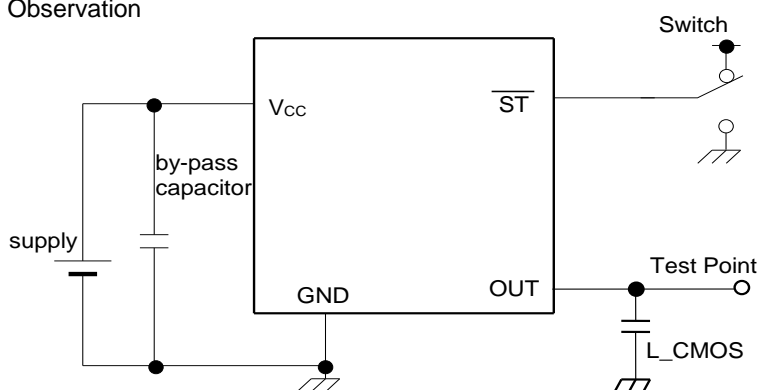 Observation
Switch
VCC
ST
by-pass
capacitor
supply
GND
OUT
Test Point
L_CMOS